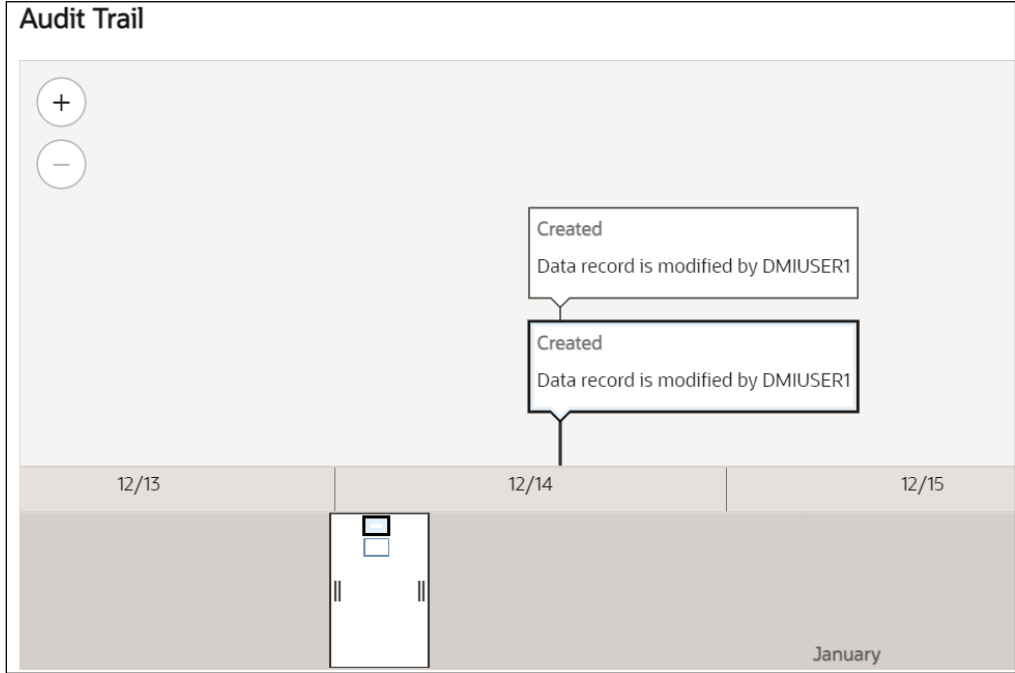 Audit Trail
+
−
Created
Data record is modified by DMIUSER1
Created
Data record is modified by DMIUSER1
12/13 12/14 12/15
January